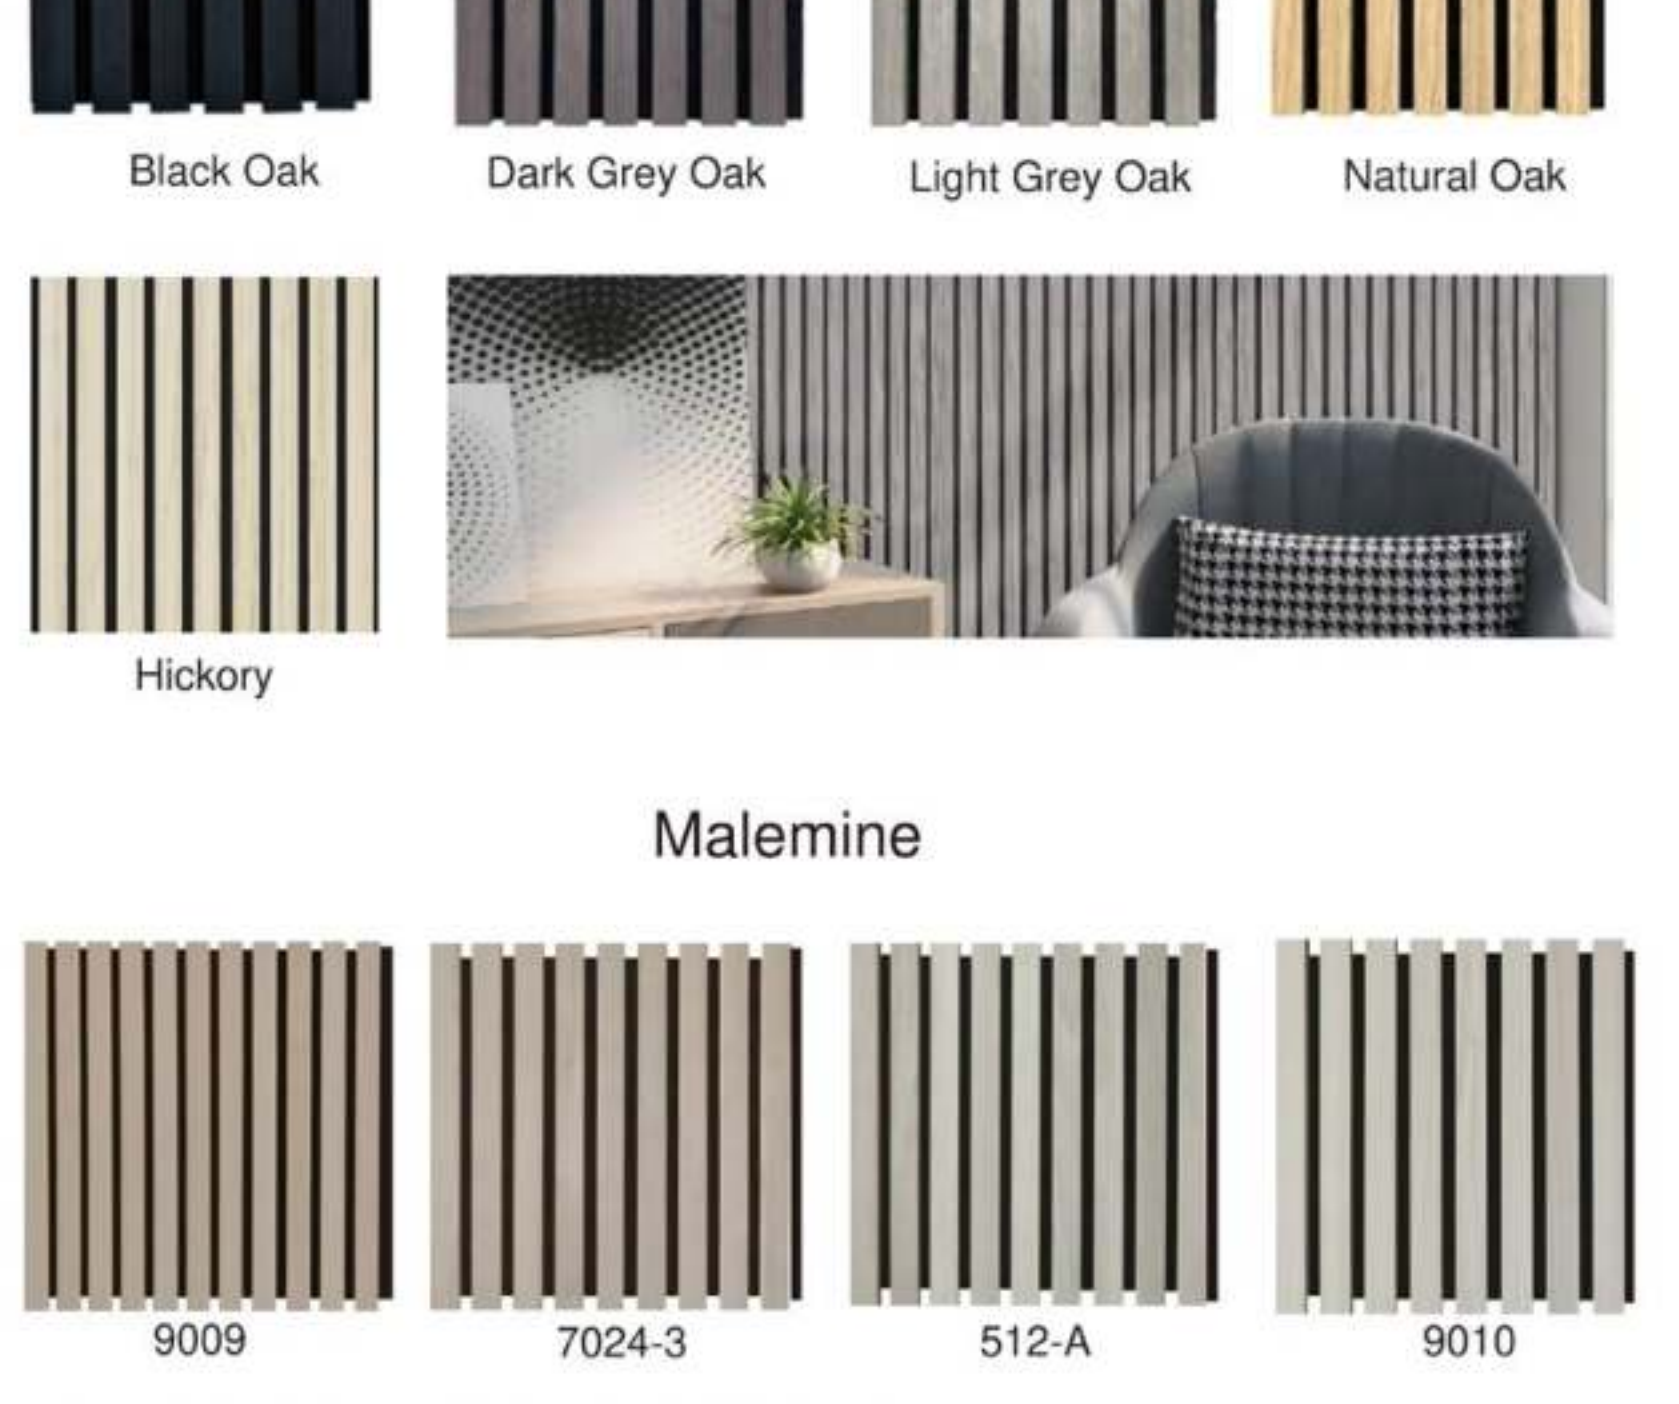 Black Oak
Dark Grey Oak
Light Grey Oak
Natural Oak
Hickory
Malemine
9009
7024-3
512-A
9010